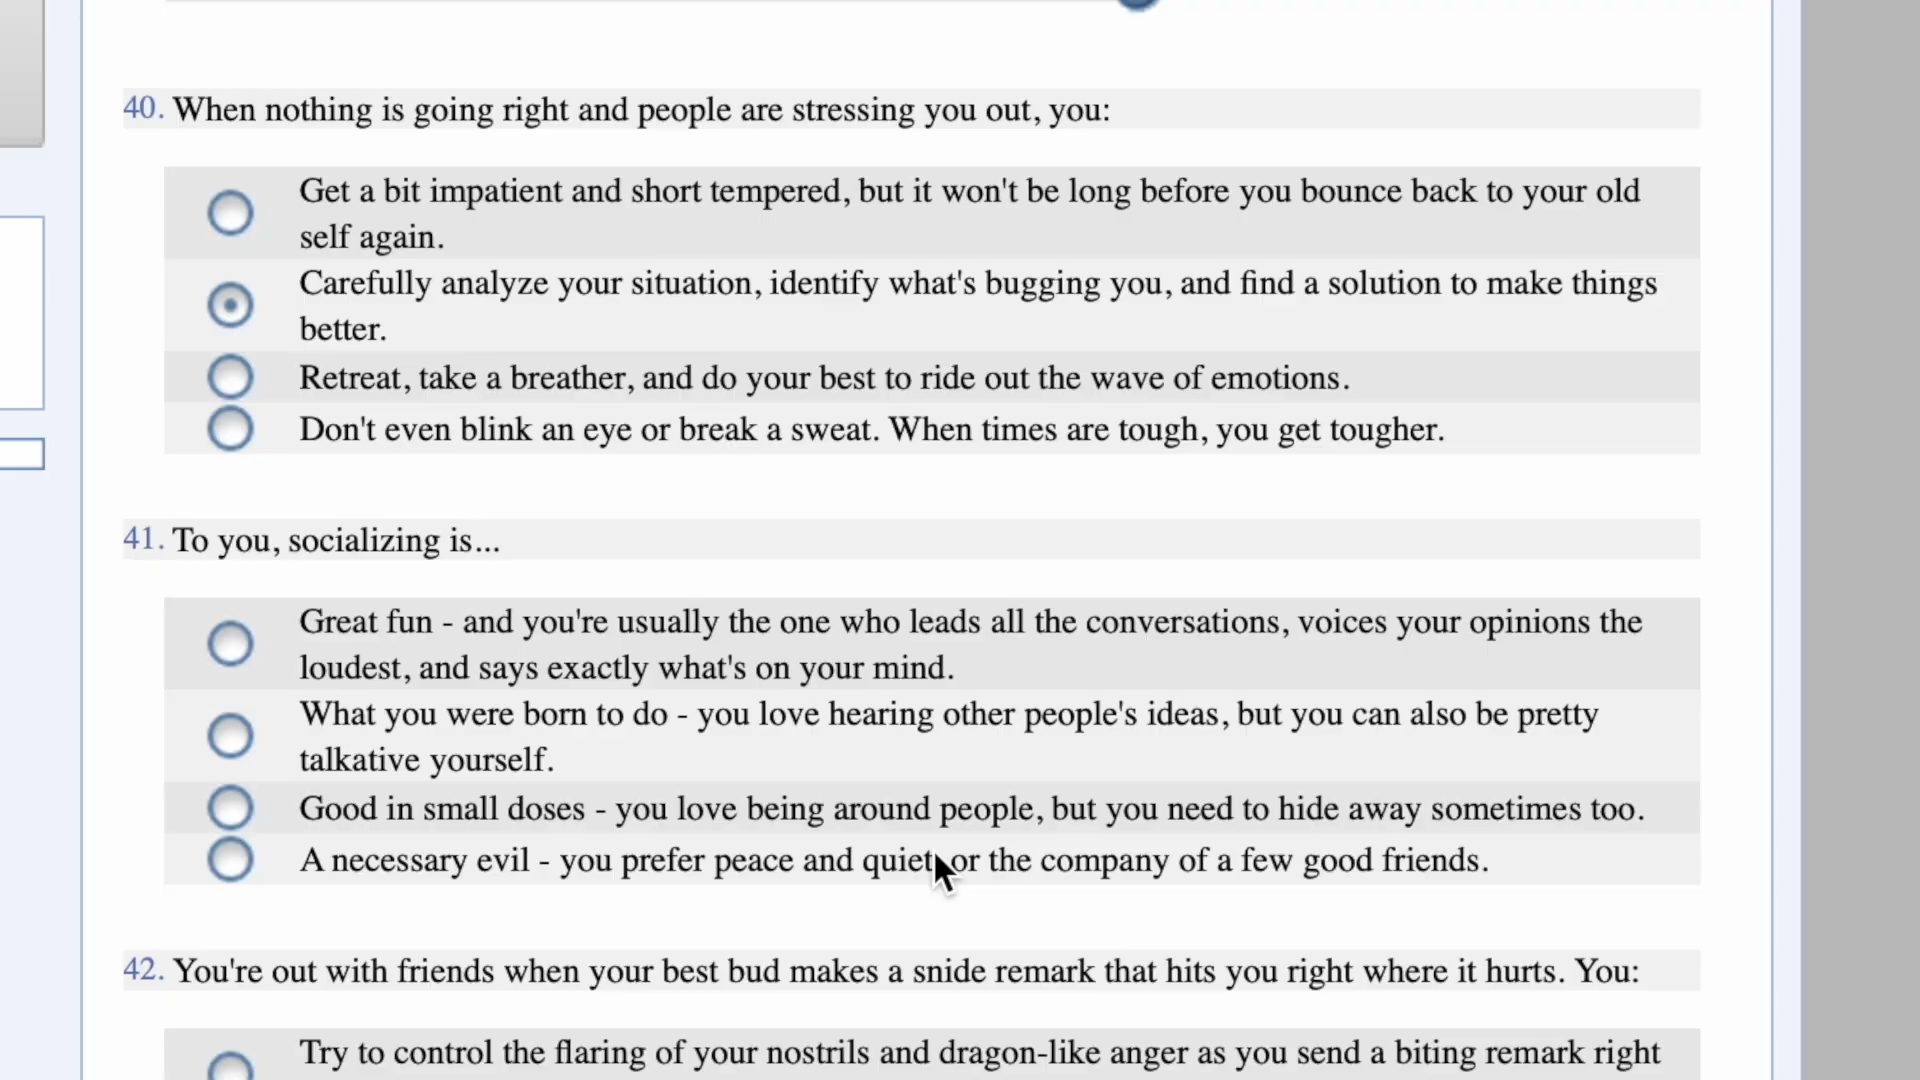 40. When nothing is going right and people are stressing you out, you:
Get a bit impatient and short tempered, but it won't be long before you bounce back to your old
self again.
Carefully analyze your situation, identify what's bugging you, and find a solution to make things
better.
Retreat, take a breather, and do your best to ride out the wave of emotions.
Don't even blink an eye or break a sweat. When times are tough, you get tougher.
41. To you, socializing is...
Great fun - and you're usually the one who leads all the conversations, voices your opinions the
loudest, and says exactly what's on your mind.
What you were born to do - you love hearing other people's ideas, but you can also be pretty
talkative yourself.
Good in small doses - you love being around people, but you need to hide away sometimes too.
A necessary evil - you prefer peace and quiet, or the company of a few good friends.
42. You're out with friends when your best bud makes a snide remark that hits you right where it hurts. You:
Try to control the flaring of your nostrils and dragon-like anger as you send a biting remark right